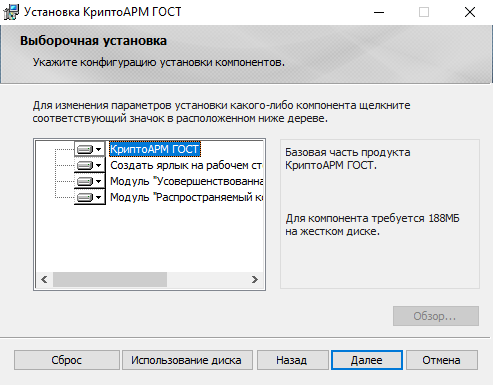 Установка КриптоАРМ ГОСТ
Выборочная установка
Укажите конфигурацию установки компонентов.
Для изменения параметров установки какого-либо компонента щелкните
соответствующий значок в расположенном ниже дереве.
КриптоАРМ ГОСТ
Создать ярлык на рабочем ст
Модуль "Усовершенствованна
Модуль "Распространяемый к
Базовая часть продукта
КриптоАРМ ГОСТ.
Для компонента требуется 188МБ
на жестком диске.
Обзор...
Сброс
Использование диска
Назад
Далее
Отмена